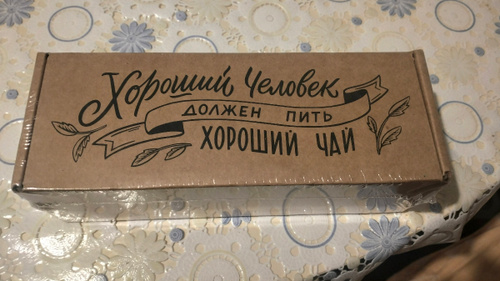 Хороший Человек
ДОЛЖЕН ПИТЬ
ХОРОШИЙ ЧАЙ